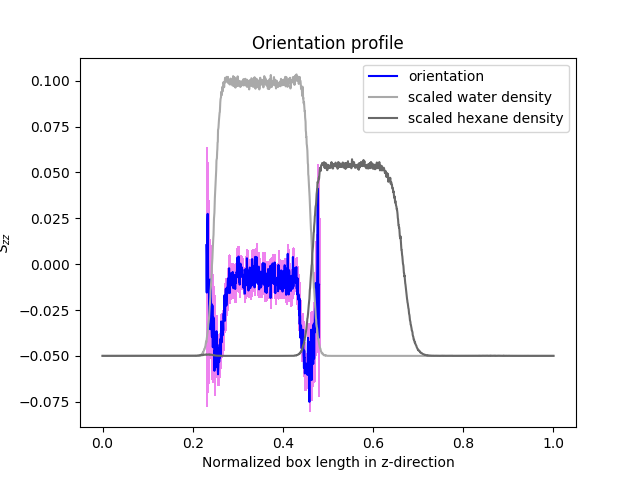 Orientation profile
orientation
scaled water density
scaled hexane density
0.100
0.075
0.050
0.025
0.000
−0.025
−0.050
−0.075
S_{zz}
0.0 0.2 0.4 0.6 0.8 1.0
Normalized box length in z-direction